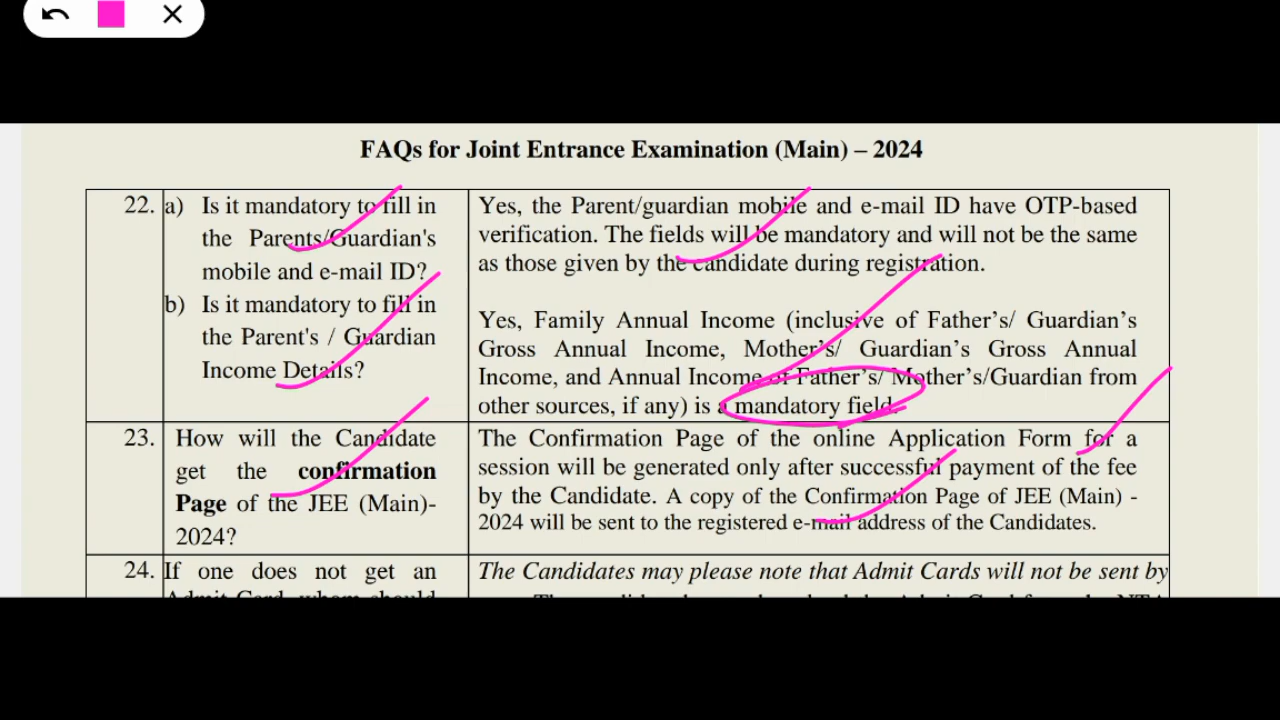 FAQs for Joint Entrance Examination (Main) – 2024
22.
a) Is it mandatory to fill in
the Parents/Guardian's
mobile and e-mail ID?
b) Is it mandatory to fill in
the Parent's / Guardian
Income Details?
Yes, the Parent/guardian mobile and e-mail ID have OTP-based
verification. The fields will be mandatory and will not be the same
as those given by the candidate during registration.
Yes, Family Annual Income (inclusive of Father’s/ Guardian’s
Gross Annual Income, Mother’s/ Guardian’s Gross Annual
Income, and Annual Income of Father’s/ Mother’s/Guardian from
other sources, if any) is a mandatory field.
23.
How will the Candidate
get the confirmation
Page of the JEE (Main)-
2024?
The Confirmation Page of the online Application Form for a
session will be generated only after successful payment of the fee
by the Candidate. A copy of the Confirmation Page of JEE (Main) -
2024 will be sent to the registered e-mail address of the Candidates.
24.
If one does not get an
The Candidates may please note that Admit Cards will not be sent by